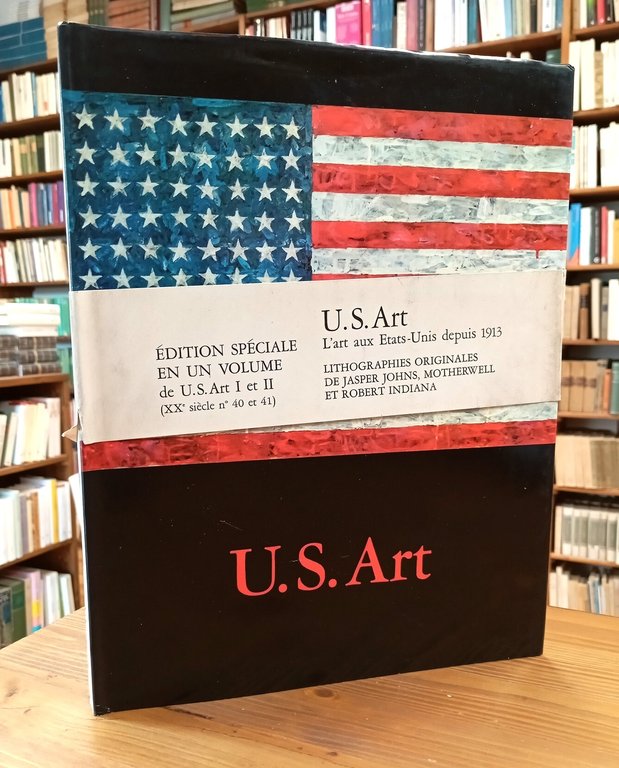 ÉDITION SPÉCIALE
EN UN VOLUME
de U.S.Art I et II
(XXe siècle n° 40 et 41)
U.S.Art
L'art aux Etats-Unis depuis 1913
LITHOGRAPHIES ORIGINALES
DE JASPER JOHNS, MOTHERWELL
ET ROBERT INDIANA
U.S. Art